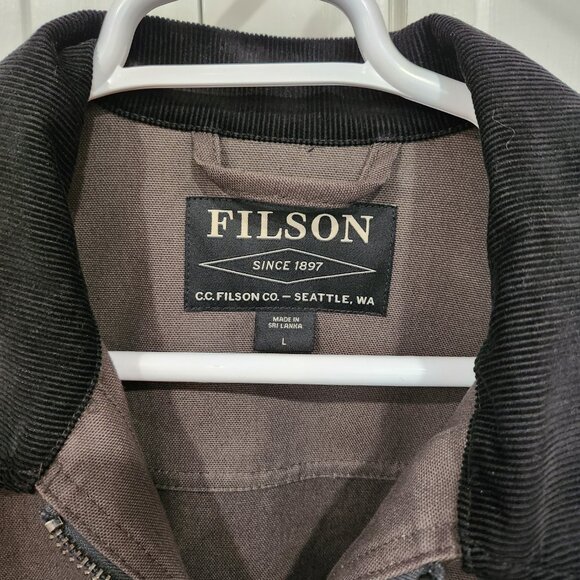 FILSON
SINCE 1897
C.C. FILSON CO. — SEATTLE, WA
MADE IN
SRI LANKA
L